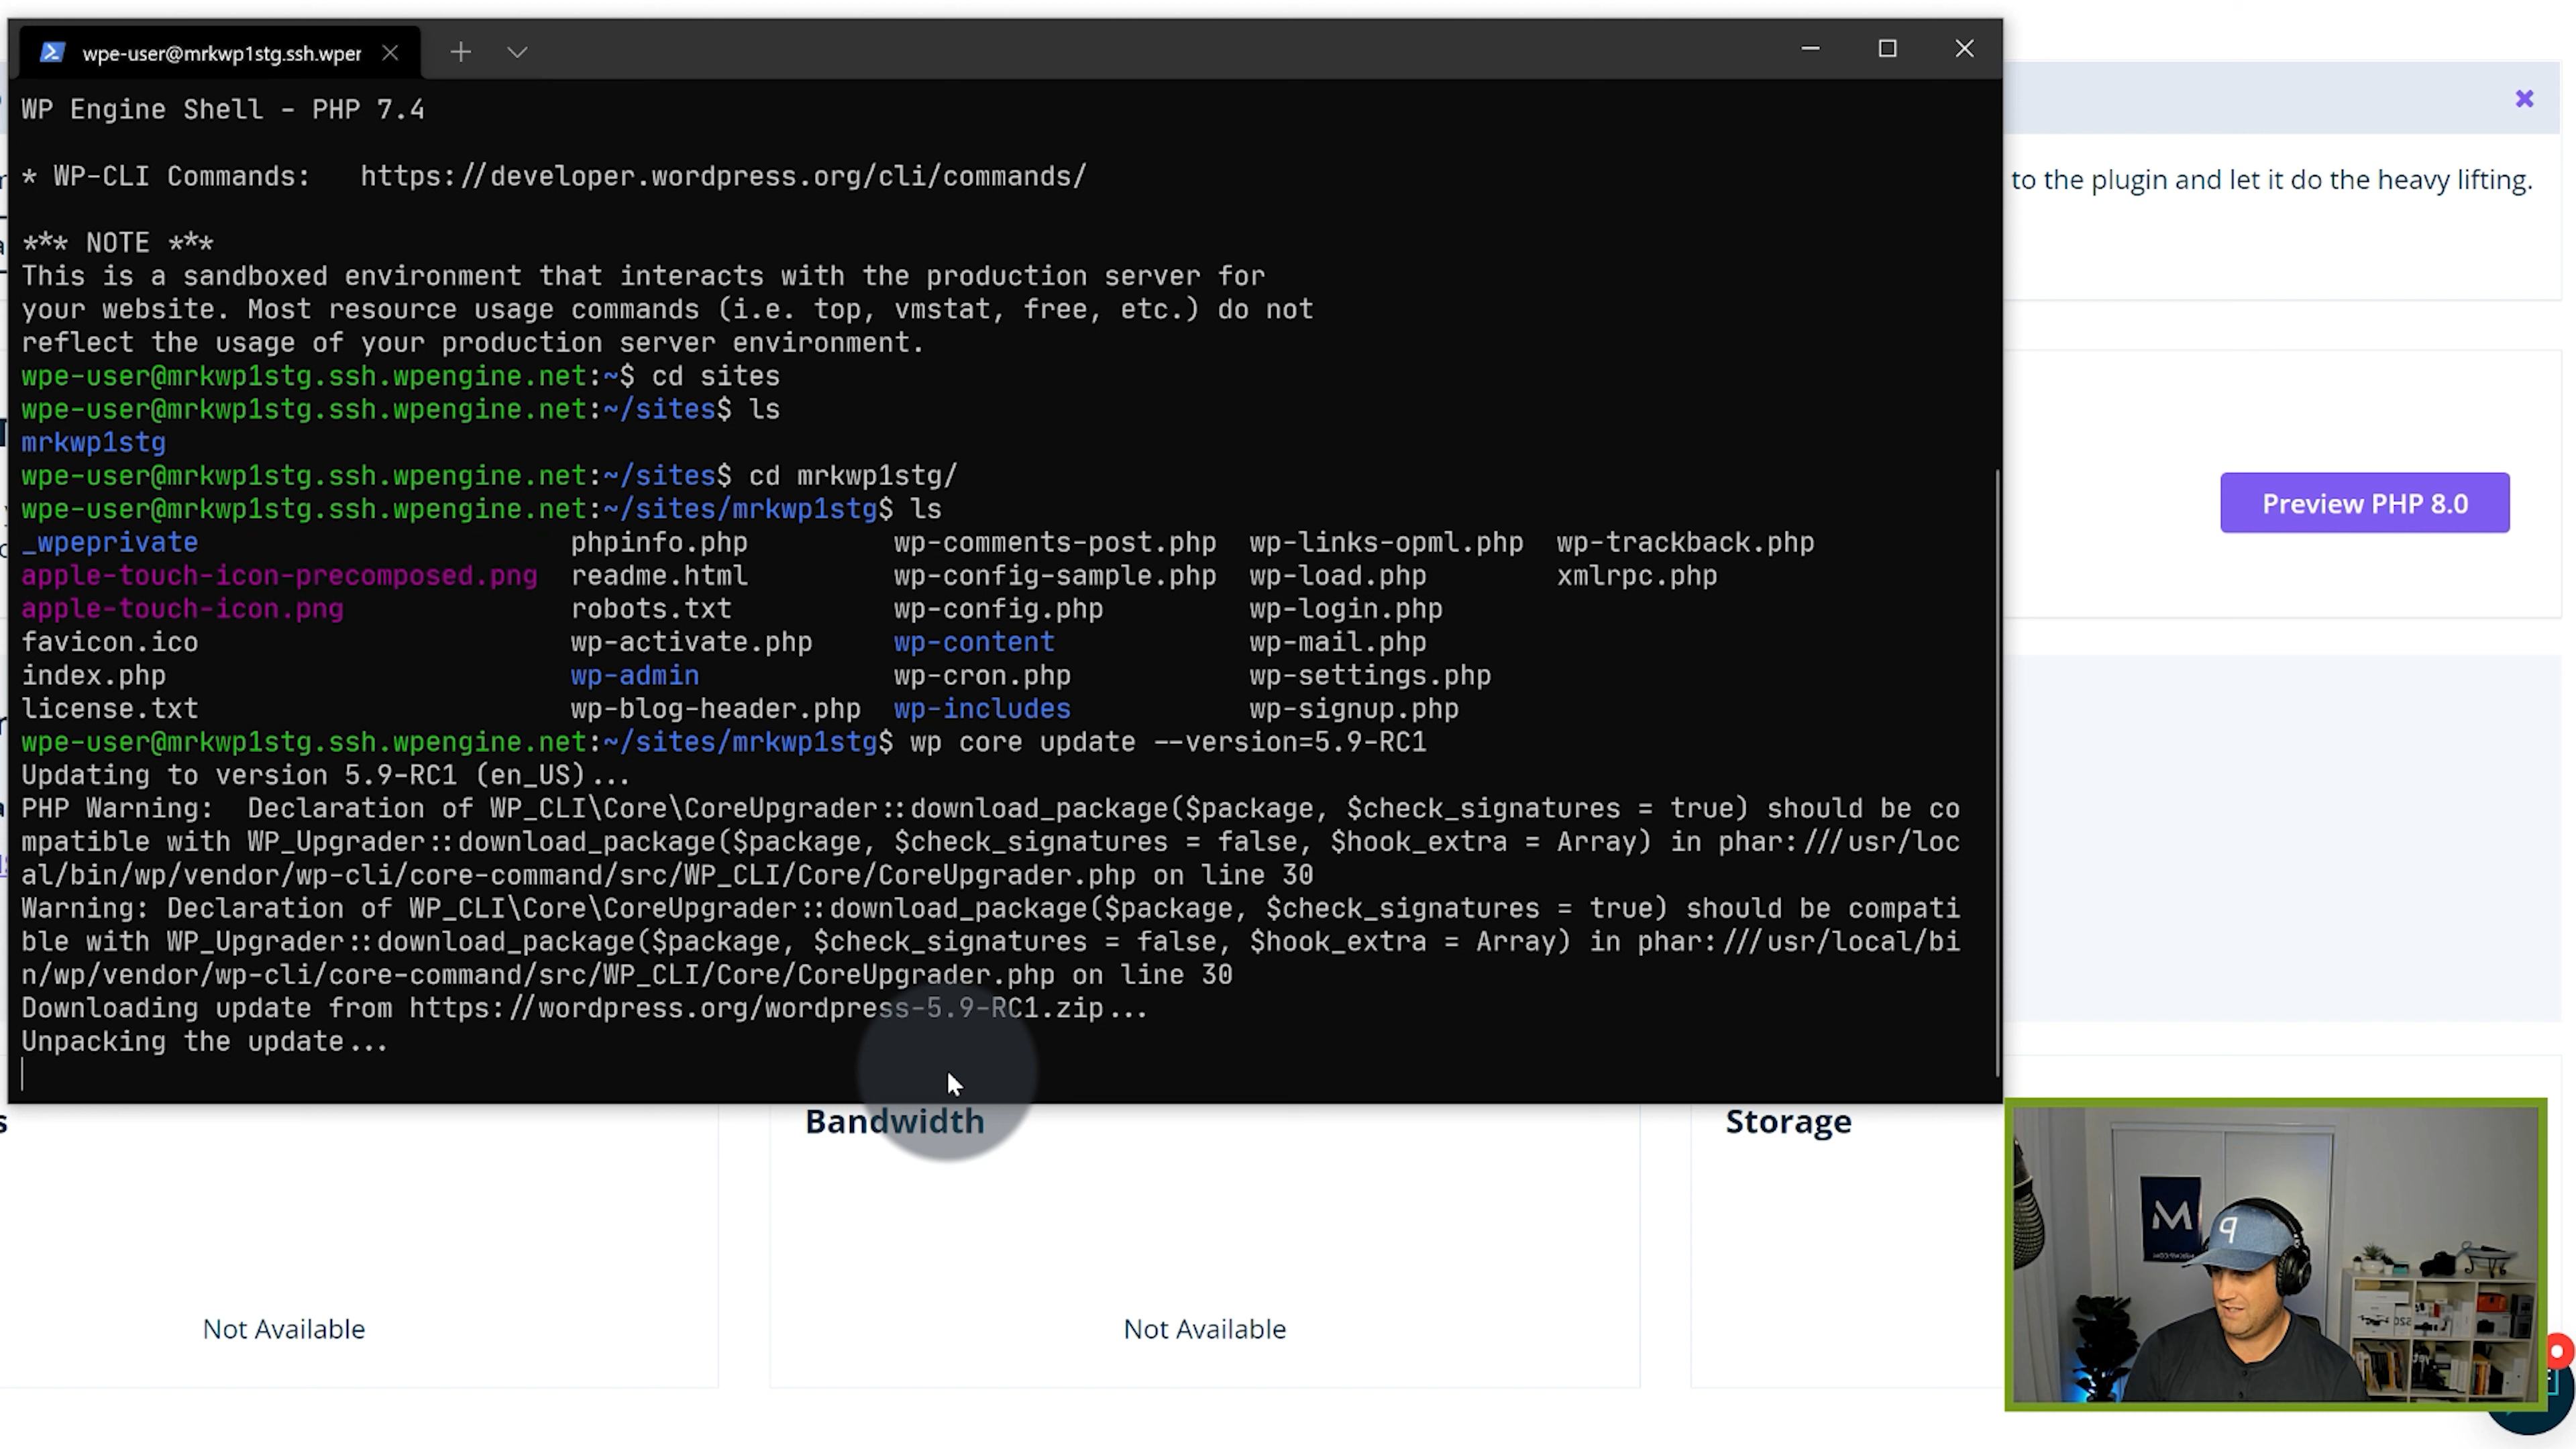 wpe-user@mrkwp1stg.ssh.wper
WP Engine Shell - PHP 7.4
* WP-CLI Commands:   https://developer.wordpress.org/cli/commands/
*** NOTE ***
This is a sandboxed environment that interacts with the production server for
your website. Most resource usage commands (i.e. top, vmstat, free, etc.) do not
reflect the usage of your production server environment.
wpe-user@mrkwp1stg.ssh.wpengine.net:~$ cd sites
wpe-user@mrkwp1stg.ssh.wpengine.net:~/sites$ ls
mrkwp1stg
wpe-user@mrkwp1stg.ssh.wpengine.net:~/sites$ cd mrkwp1stg/
wpe-user@mrkwp1stg.ssh.wpengine.net:~/sites/mrkwp1stg$ ls
_wpeprivate phpinfo.php wp-comments-post.php wp-links-opml.php wp-trackback.php
apple-touch-icon-precomposed.png readme.html wp-config-sample.php wp-load.php xmlrpc.php
apple-touch-icon.png robots.txt wp-config.php wp-login.php
favicon.ico wp-activate.php wp-content wp-mail.php
index.php wp-admin wp-cron.php wp-settings.php
license.txt wp-blog-header.php wp-includes wp-signup.php
wpe-user@mrkwp1stg.ssh.wpengine.net:~/sites/mrkwp1stg$ wp core update --version=5.9-RC1
Updating to version 5.9-RC1 (en_US)...
PHP Warning:  Declaration of WP_CLI\Core\CoreUpgrader::download_package($package, $check_signatures = true) should be co
mpatible with WP_Upgrader::download_package($package, $check_signatures = false, $hook_extra = Array) in phar:///usr/loc
al/bin/wp/vendor/wp-cli/core-command/src/WP_CLI/Core/CoreUpgrader.php on line 30
Warning: Declaration of WP_CLI\Core\CoreUpgrader::download_package($package, $check_signatures = true) should be compati
ble with WP_Upgrader::download_package($package, $check_signatures = false, $hook_extra = Array) in phar:///usr/local/bi
n/wp/vendor/wp-cli/core-command/src/WP_CLI/Core/CoreUpgrader.php on line 30
Downloading update from https://wordpress.org/wordpress-5.9-RC1.zip...
Unpacking the update...
to the plugin and let it do the heavy lifting.
Preview PHP 8.0
Bandwidth
Storage
Not Available
Not Available